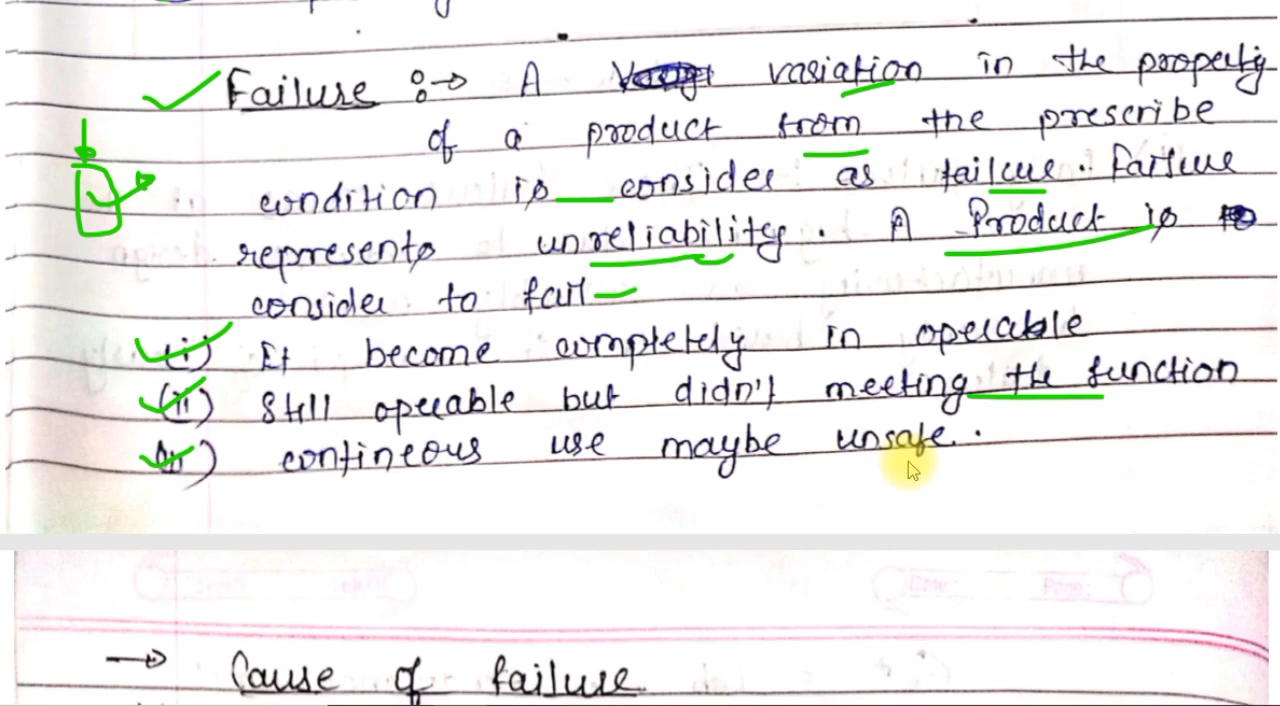 Failure :→ A variation in the property
of a product from the prescribe
condition is consider as failure. Failure
represents unreliability. A Product is
consider to fail
(i) It become completely in operable
(ii) Still operable but didn't meeting the function
) contineous use maybe unsafe.
→ Cause of failure